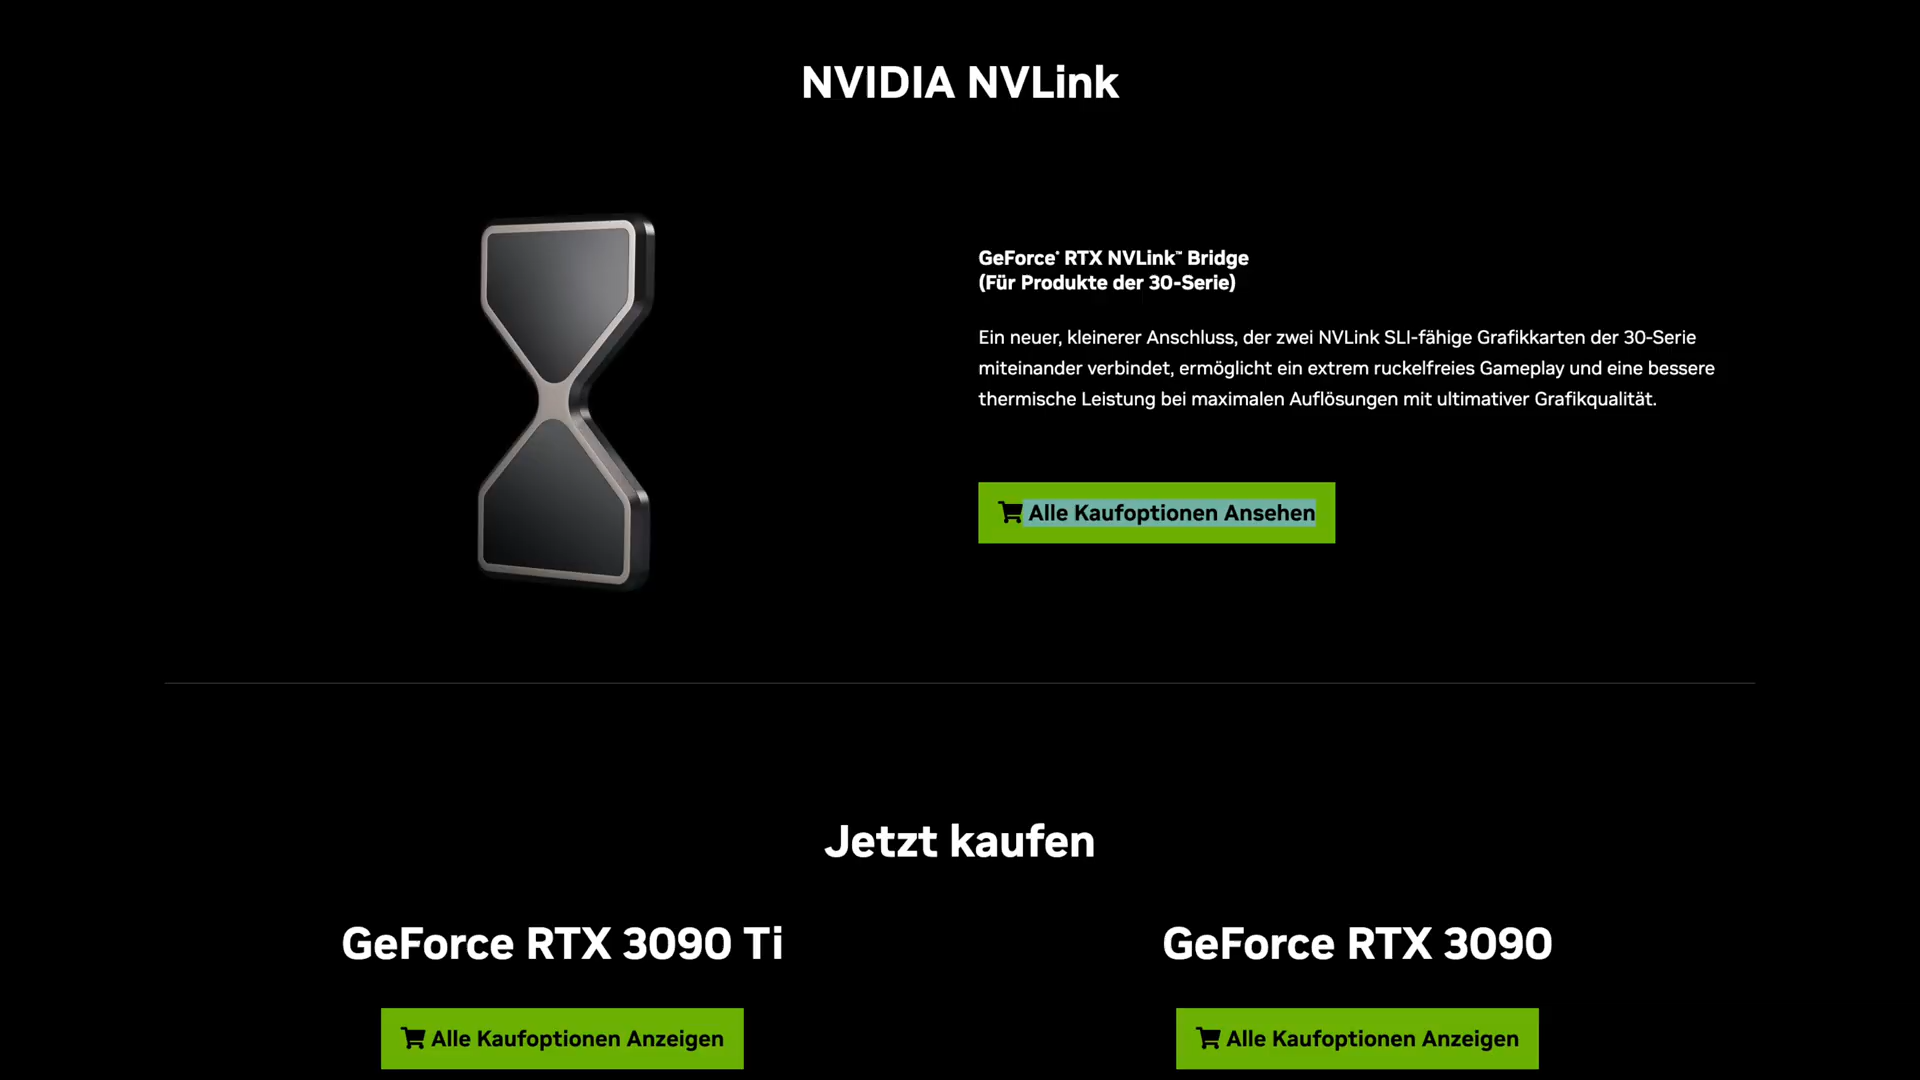 NVIDIA NVLink
GeForce® RTX NVLink™ Bridge
(Für Produkte der 30-Serie)
Ein neuer, kleinerer Anschluss, der zwei NVLink SLI-fähige Grafikkarten der 30-Serie
miteinander verbindet, ermöglicht ein extrem ruckelfreies Gameplay und eine bessere
thermische Leistung bei maximalen Auflösungen mit ultimativer Grafikqualität.
Alle Kaufoptionen Ansehen
Jetzt kaufen
GeForce RTX 3090 Ti
GeForce RTX 3090
Alle Kaufoptionen Anzeigen
Alle Kaufoptionen Anzeigen